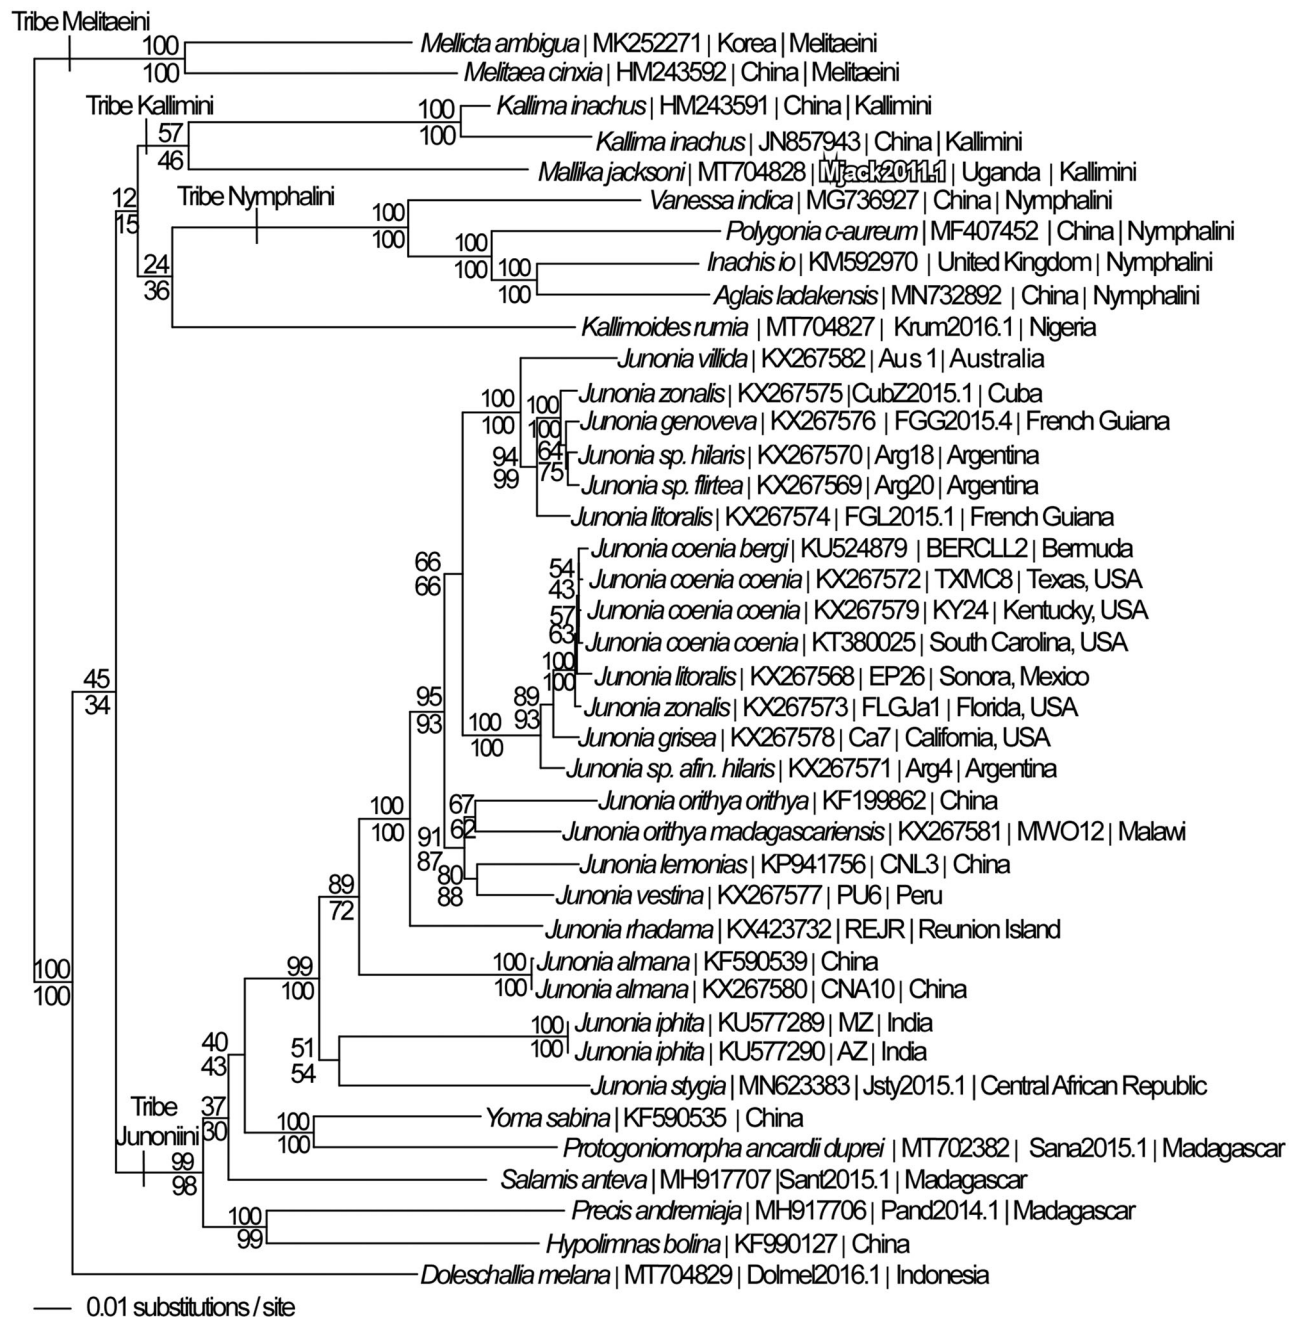 Tribe Melitaeini
100
100
Mellicta ambigua | MK252271 | Korea | Melitaeini
Melitaea cinxia | HM243592 | China | Melitaeini
Tribe Kallimini
57
46
100
100
Kallima inachus | HM243591 | China | Kallimini
Kallima inachus | JN857943 | China | Kallimini
Mallika jacksoni | MT704828 | Mjack2011.1 | Uganda | Kallimini
12
15
Tribe Nymphalini
100
100
Vanessa indica | MG736927 | China | Nymphalini
100
100
Polygonia c-aureum | MF407452 | China | Nymphalini
100
100
Inachis io | KM592970 | United Kingdom | Nymphalini
Aglais ladakensis | MN732892 | China | Nymphalini
24
36
Kallimoides rumia | MT704827 | Krum2016.1 | Nigeria
Junonia villida | KX267582 | Aus 1 | Australia
100
100
Junonia zonalis | KX267575 | CubZ2015.1 | Cuba
100
100
Junonia genoveva | KX267576 | FGG2015.4 | French Guiana
64
75
Junonia sp. hilaris | KX267570 | Arg18 | Argentina
94
99
Junonia sp. flirtea | KX267569 | Arg20 | Argentina
Junonia litoralis | KX267574 | FGL2015.1 | French Guiana
66
66
Junonia coenia bergi | KU524879 | BERCLL2 | Bermuda
54
43
Junonia coenia coenia | KX267572 | TXMC8 | Texas, USA
57
63
Junonia coenia coenia | KX267579 | KY24 | Kentucky, USA
Junonia coenia coenia | KT380025 | South Carolina, USA
100
100
Junonia litoralis | KX267568 | EP26 | Sonora, Mexico
89
93
Junonia zonalis | KX267573 | FLGJa1 | Florida, USA
100
100
Junonia grisea | KX267578 | Ca7 | California, USA
Junonia sp. afin. hilaris | KX267571 | Arg4 | Argentina
45
34
95
93
67
62
Junonia orithya orithya | KF199862 | China
Junonia orithya madagascariensis | KX267581 | MWO12 | Malawi
100
100
91
87
80
88
Junonia lemonias | KP941756 | CNL3 | China
Junonia vestina | KX267577 | PU6 | Peru
89
72
Junonia rhadama | KX423732 | REJR | Reunion Island
100
100
Junonia almana | KF590539 | China
Junonia almana | KX267580 | CNA10 | China
100
100
99
100
100
100
Junonia iphita | KU577289 | MZ | India
Junonia iphita | KU577290 | AZ | India
40
43
51
54
Junonia stygia | MN623383 | Jsty2015.1 | Central African Republic
Tribe
Junoniini
37
30
100
100
Yoma sabina | KF590535 | China
Protogoniomorpha ancardii duprei | MT702382 | Sana2015.1 | Madagascar
99
98
Salamis anteva | MH917707 | Sant2015.1 | Madagascar
100
99
Precis andremiaja | MH917706 | Pand2014.1 | Madagascar
Hypolimnas bolina | KF990127 | China
Doleschallia melana | MT704829 | Dolmel2016.1 | Indonesia
0.01 substitutions / site